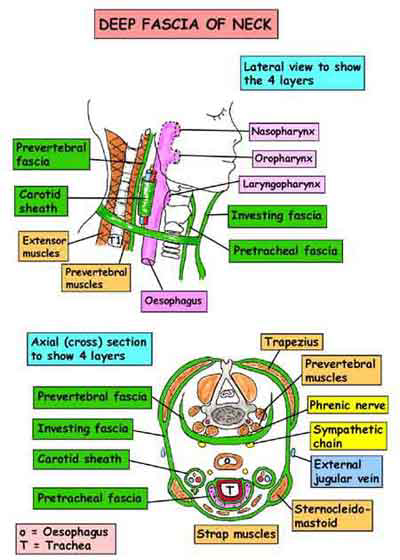 DEEP FASCIA OF NECK
Lateral view to show
the 4 layers
Nasopharynx
Prevertebral
fascia
Oropharynx
Laryngopharynx
Carotid
sheath
Investing fascia
Extensor
muscles
T1
Pretracheal fascia
Prevertebral
muscles
Oesophagus
Axial (cross) section
to show 4 layers
Trapezius
Prevertebral
muscles
Prevertebral fascia
Phrenic nerve
Investing fascia
Sympathetic
chain
Carotid sheath
o
External
jugular vein
Pretracheal fascia
T
Sternocleido-
mastoid
o = Oesophagus
T = Trachea
Strap muscles